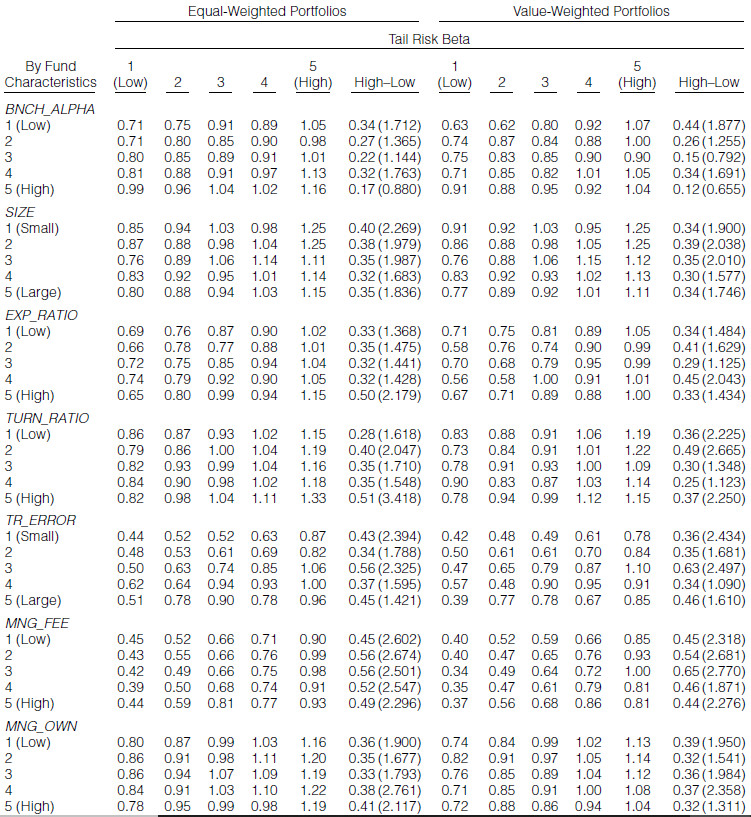 Equal-Weighted Portfolios Value-Weighted Portfolios
Tail Risk Beta
By Fund 1 5 1 5
Characteristics (Low) 2 3 4 (High) High–Low (Low) 2 3 4 (High) High–Low
BNCH_ALPHA
1 (Low) 0.71 0.75 0.91 0.89 1.05 0.34 (1.712) 0.63 0.62 0.80 0.92 1.07 0.44 (1.877)
2 0.71 0.80 0.85 0.90 0.98 0.27 (1.365) 0.74 0.87 0.84 0.88 1.00 0.26 (1.255)
3 0.80 0.85 0.89 0.91 1.01 0.22 (1.144) 0.75 0.83 0.85 0.90 0.90 0.15 (0.792)
4 0.81 0.88 0.91 0.97 1.13 0.32 (1.763) 0.71 0.85 0.82 1.01 1.05 0.34 (1.691)
5 (High) 0.99 0.96 1.04 1.02 1.16 0.17 (0.880) 0.91 0.88 0.95 0.92 1.04 0.12 (0.655)
SIZE
1 (Small) 0.85 0.94 1.03 0.98 1.25 0.40 (2.269) 0.91 0.92 1.03 0.95 1.25 0.34 (1.900)
2 0.87 0.88 0.98 1.04 1.25 0.38 (1.979) 0.86 0.88 0.98 1.05 1.25 0.39 (2.038)
3 0.76 0.89 1.06 1.14 1.11 0.35 (1.987) 0.76 0.88 1.06 1.15 1.12 0.35 (2.010)
4 0.83 0.92 0.95 1.01 1.14 0.32 (1.683) 0.83 0.92 0.93 1.02 1.13 0.30 (1.577)
5 (Large) 0.80 0.88 0.94 1.03 1.15 0.35 (1.836) 0.77 0.89 0.92 1.01 1.11 0.34 (1.746)
EXP_RATIO
1 (Low) 0.69 0.76 0.87 0.90 1.02 0.33 (1.368) 0.71 0.75 0.81 0.89 1.05 0.34 (1.484)
2 0.66 0.78 0.77 0.88 1.01 0.35 (1.475) 0.58 0.76 0.74 0.90 0.99 0.41 (1.629)
3 0.72 0.75 0.85 0.94 1.04 0.32 (1.441) 0.70 0.68 0.79 0.95 0.99 0.29 (1.125)
4 0.74 0.79 0.92 0.90 1.05 0.32 (1.428) 0.56 0.58 1.00 0.91 1.01 0.45 (2.043)
5 (High) 0.65 0.80 0.99 0.94 1.15 0.50 (2.179) 0.67 0.71 0.89 0.88 1.00 0.33 (1.434)
TURN_RATIO
1 (Low) 0.86 0.87 0.93 1.02 1.15 0.28 (1.618) 0.83 0.88 0.91 1.06 1.19 0.36 (2.225)
2 0.79 0.86 1.00 1.04 1.19 0.40 (2.047) 0.73 0.84 0.91 1.01 1.22 0.49 (2.665)
3 0.82 0.93 0.99 1.04 1.16 0.35 (1.710) 0.78 0.91 0.93 1.00 1.09 0.30 (1.348)
4 0.84 0.90 0.98 1.02 1.18 0.35 (1.548) 0.90 0.83 0.87 1.03 1.14 0.25 (1.123)
5 (High) 0.82 0.98 1.04 1.11 1.33 0.51 (3.418) 0.78 0.94 0.99 1.12 1.15 0.37 (2.250)
TR_ERROR
1 (Small) 0.44 0.52 0.52 0.63 0.87 0.43 (2.394) 0.42 0.48 0.49 0.61 0.78 0.36 (2.434)
2 0.48 0.53 0.61 0.69 0.82 0.34 (1.788) 0.50 0.61 0.61 0.70 0.84 0.35 (1.681)
3 0.50 0.63 0.74 0.85 1.06 0.56 (2.325) 0.47 0.65 0.79 0.87 1.10 0.63 (2.497)
4 0.62 0.64 0.94 0.93 1.00 0.37 (1.595) 0.57 0.48 0.90 0.95 0.91 0.34 (1.090)
5 (Large) 0.51 0.78 0.90 0.78 0.96 0.45 (1.421) 0.39 0.77 0.78 0.67 0.85 0.46 (1.610)
MNG_FEE
1 (Low) 0.45 0.52 0.66 0.71 0.90 0.45 (2.602) 0.40 0.52 0.59 0.66 0.85 0.45 (2.318)
2 0.43 0.55 0.66 0.76 0.99 0.56 (2.674) 0.40 0.47 0.65 0.76 0.93 0.54 (2.681)
3 0.42 0.49 0.66 0.75 0.98 0.56 (2.501) 0.34 0.49 0.64 0.72 1.00 0.65 (2.770)
4 0.39 0.50 0.68 0.74 0.91 0.52 (2.547) 0.35 0.47 0.61 0.79 0.81 0.46 (1.871)
5 (High) 0.44 0.59 0.81 0.77 0.93 0.49 (2.296) 0.37 0.56 0.68 0.86 0.81 0.44 (2.276)
MNG_OWN
1 (Low) 0.80 0.87 0.99 1.03 1.16 0.36 (1.900) 0.74 0.84 0.99 1.02 1.13 0.39 (1.950)
2 0.86 0.91 0.98 1.11 1.20 0.35 (1.677) 0.82 0.91 0.97 1.05 1.14 0.32 (1.541)
3 0.86 0.94 1.07 1.09 1.19 0.33 (1.793) 0.76 0.85 0.89 1.04 1.12 0.36 (1.984)
4 0.84 0.91 1.03 1.10 1.22 0.38 (2.761) 0.71 0.85 0.91 1.00 1.08 0.37 (2.358)
5 (High) 0.78 0.95 0.99 0.98 1.19 0.41 (2.117) 0.72 0.88 0.86 0.94 1.04 0.32 (1.311)